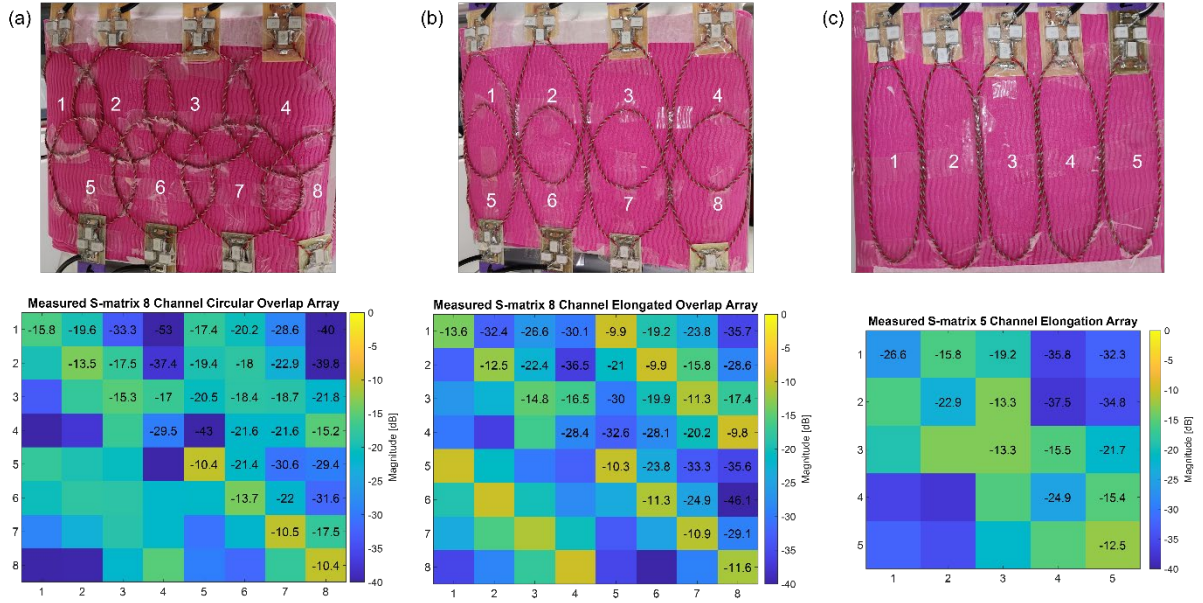 (a)
(b)
(c)
1 2 3 4
5 6 7 8
1 2 3 4
5 6 7 8
1 2 3 4 5
Measured S-matrix 8 Channel Circular Overlap Array
1 -15.8 -19.6 -33.3 -53 -17.4 -20.2 -28.6 -40
2 -13.5 -17.5 -37.4 -19.4 -18 -22.9 -39.8
3 -15.3 -17 -20.5 -18.4 -18.7 -21.8
4 -29.5 -43 -21.6 -21.6 -15.2
5 -10.4 -21.4 -30.6 -29.4
6 -13.7 -22 -31.6
7 -10.5 -17.5
8 -10.4
1 2 3 4 5 6 7 8
0
-5
-10
-15
-20
-25
-30
-35
-40
Magnitude [dB]
Measured S-matrix 8 Channel Elongated Overlap Array
1 -13.6 -32.4 -26.6 -30.1 -9.9 -19.2 -23.8 -35.7
2 -12.5 -22.4 -36.5 -21 -9.9 -15.8 -28.6
3 -14.8 -16.5 -30 -19.9 -11.3 -17.4
4 -28.4 -32.6 -28.1 -20.2 -9.8
5 -10.3 -23.8 -33.3 -35.6
6 -11.3 -24.9 -46.1
7 -10.9 -29.1
8 -11.6
1 2 3 4 5 6 7 8
0
-5
-10
-15
-20
-25
-30
-35
-40
Magnitude [dB]
Measured S-matrix 5 Channel Elongation Array
1 -26.6 -15.8 -19.2 -35.8 -32.3
2 -22.9 -13.3 -37.5 -34.8
3 -13.3 -15.5 -21.7
4 -24.9 -15.4
5 -12.5
1 2 3 4 5
0
-5
-10
-15
-20
-25
-30
-35
-40
Magnitude [dB]